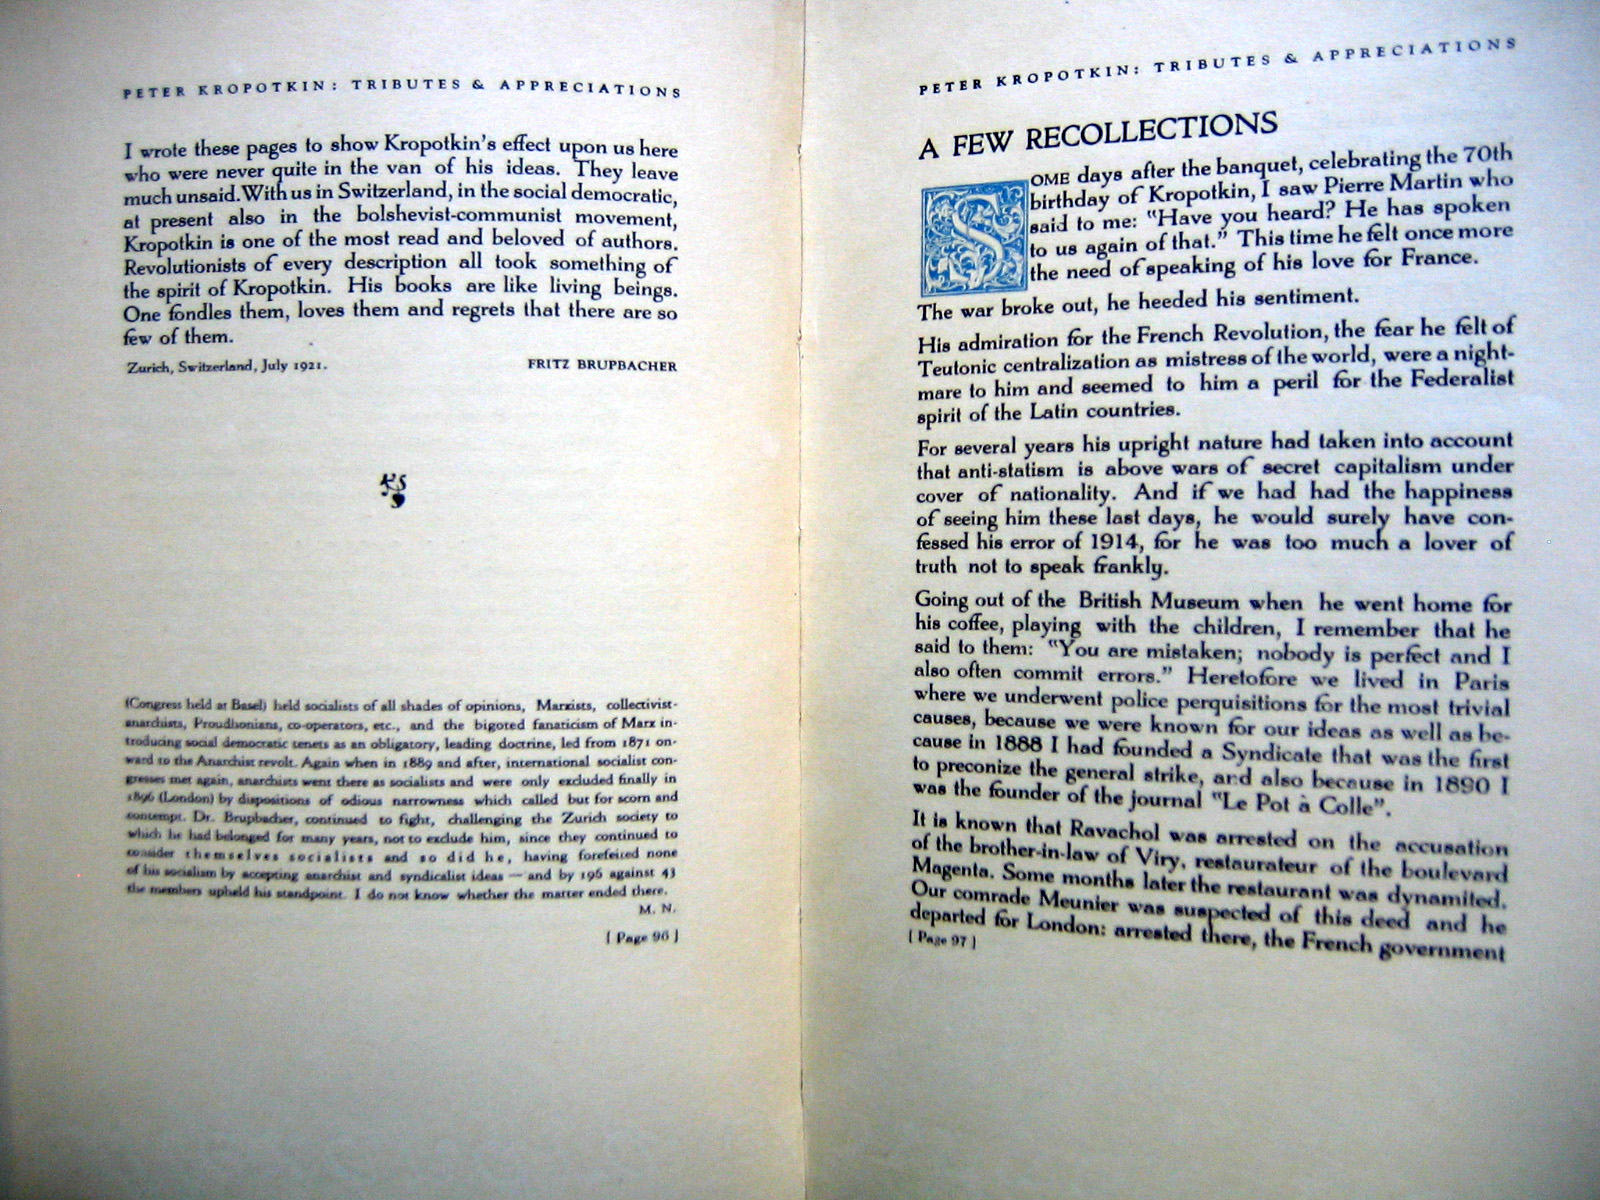 PETER KROPOTKIN: TRIBUTES & APPRECIATIONS
I wrote these pages to show Kropotkin's effect upon us here
who were never quite in the van of his ideas. They leave
much unsaid. With us in Switzerland, in the social democratic,
at present also in the bolshevist-communist movement,
Kropotkin is one of the most read and beloved of authors.
Revolutionists of every description all took something of
the spirit of Kropotkin. His books are like living beings.
One fondles them, loves them and regrets that there are so
few of them.
Zurich, Switzerland, July 1921. FRITZ BRUPBACHER
(Congress held at Basel) held socialists of all shades of opinions, Marxists, collectivist-
anarchists, Proudhonians, co-operators, etc., and the bigoted fanaticism of Marx in-
troducing social democratic tenets as an obligatory, leading doctrine, led from 1871 on-
ward to the Anarchist revolt. Again when in 1889 and after, international socialist con-
gresses met again, anarchists went there as socialists and were only excluded finally in
1896 (London) by dispositions of odious narrowness which called but for scorn and
contempt. Dr. Brupbacher, continued to fight, challenging the Zurich society to
which he had belonged for many years, not to exclude him, since they continued to
consider themselves socialists and so did he, having forefeited none
of his socialism by accepting anarchist and syndicalist ideas — and by 196 against 43
the members upheld his standpoint. I do not know whether the matter ended there.
M. N.
[ Page 96 ]
PETER KROPOTKIN: TRIBUTES & APPRECIATIONS
A FEW RECOLLECTIONS
SOME days after the banquet, celebrating the 70th
birthday of Kropotkin, I saw Pierre Martin who
said to me: "Have you heard? He has spoken
to us again of that." This time he felt once more
the need of speaking of his love for France.
The war broke out, he heeded his sentiment.
His admiration for the French Revolution, the fear he felt of
Teutonic centralization as mistress of the world, were a night-
mare to him and seemed to him a peril for the Federalist
spirit of the Latin countries.
For several years his upright nature had taken into account
that anti-statism is above wars of secret capitalism under
cover of nationality. And if we had had the happiness
of seeing him these last days, he would surely have con-
fessed his error of 1914, for he was too much a lover of
truth not to speak frankly.
Going out of the British Museum when he went home for
his coffee, playing with the children, I remember that he
said to them: "You are mistaken; nobody is perfect and I
also often commit errors." Heretofore we lived in Paris
where we underwent police perquisitions for the most trivial
causes, because we were known for our ideas as well as be-
cause in 1888 I had founded a Syndicate that was the first
to preconize the general strike, and also because in 1890 I
was the founder of the journal "Le Pot à Colle".
It is known that Ravachol was arrested on the accusation
of the brother-in-law of Viry, restaurateur of the boulevard
Magenta. Some months later the restaurant was dynamited.
Our comrade Meunier was suspected of this deed and he
departed for London: arrested there, the French government
[ Page 97 ]